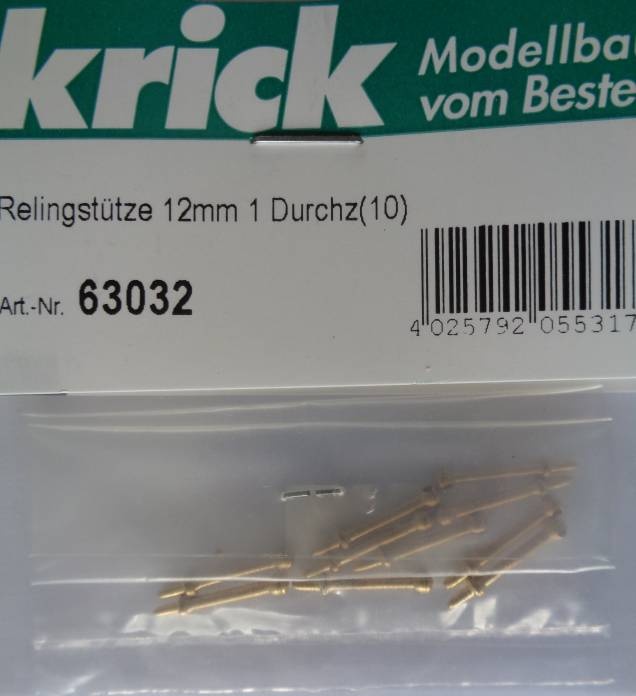 krick
Modellba
vom Beste
Relingstütze 12mm 1 Durchz(10)
Art.-Nr. 63032
4 025792 055317